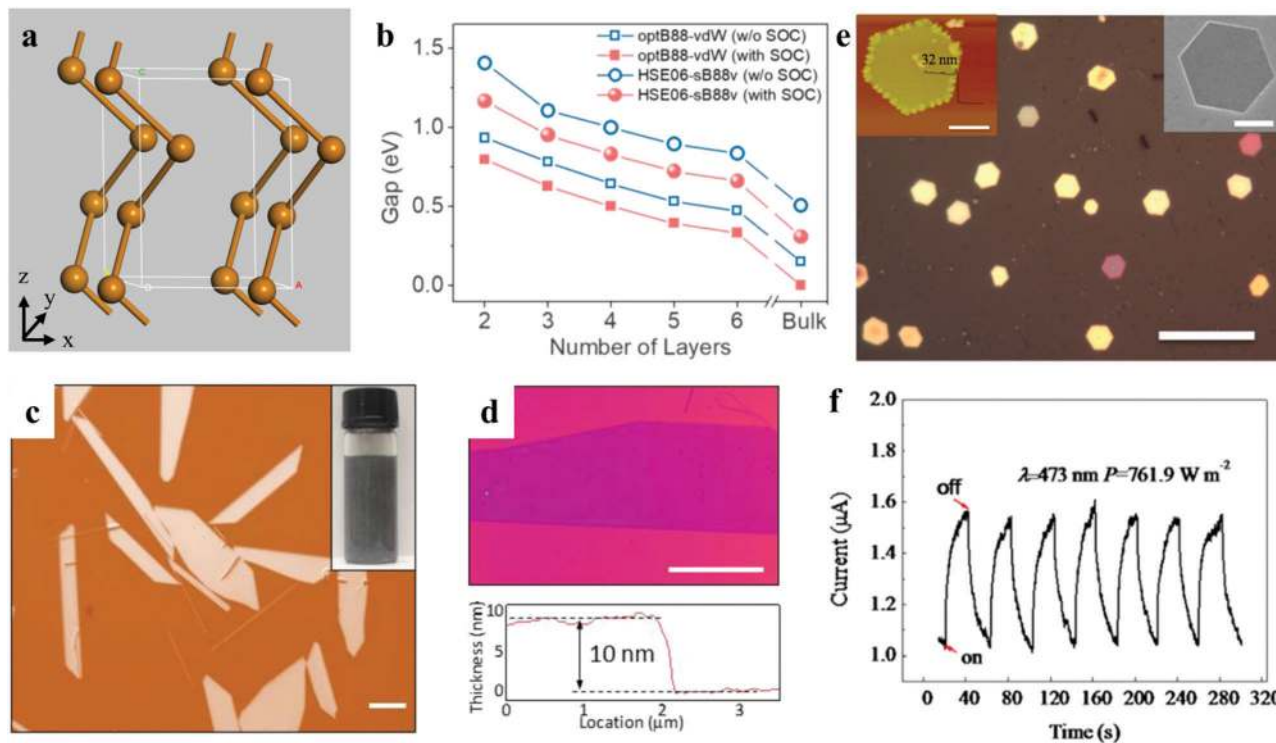 a
C
A
z
y
x
b
optB88-vdW (w/o SOC)
optB88-vdW (with SOC)
HSE06-sB88v (w/o SOC)
HSE06-sB88v (with SOC)
1.5
1.0
0.5
0.0
Gap (eV)
2 3 4 5 6 Bulk
Number of Layers
e
32 nm
c
d
10
5
0
Thickness (nm)
10 nm
0 1 2 3
Location (μm)
f
2.0
1.8
1.6
1.4
1.2
1.0
Current (μA)
λ=473 nm P=761.9 W m-2
off
on
0 40 80 120 160 200 240 280 320
Time (s)